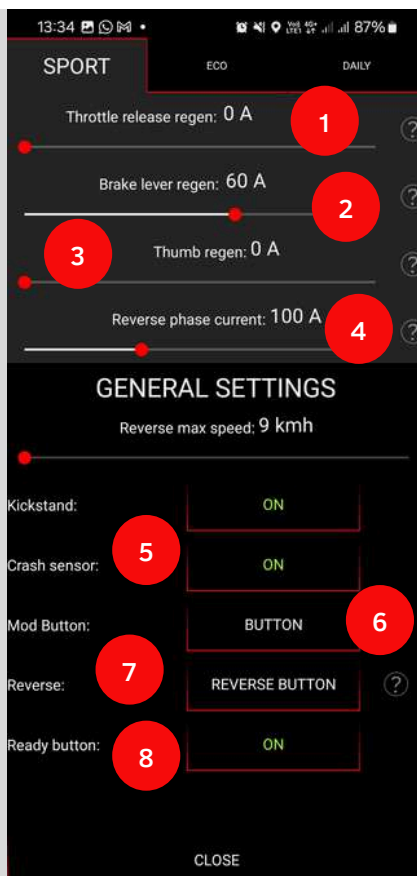 13:34 87%
SPORT ECO DAILY
Throttle release regen: 0 A 1 ?
Brake lever regen: 60 A 2 ?
3 Thumb regen: 0 A ?
Reverse phase current: 100 A 4 ?
GENERAL SETTINGS
Reverse max speed: 9 kmh
Kickstand: ON
5
Crash sensor: ON
Mod Button: BUTTON 6
7
Reverse: REVERSE BUTTON ?
Ready button: 8 ON
CLOSE